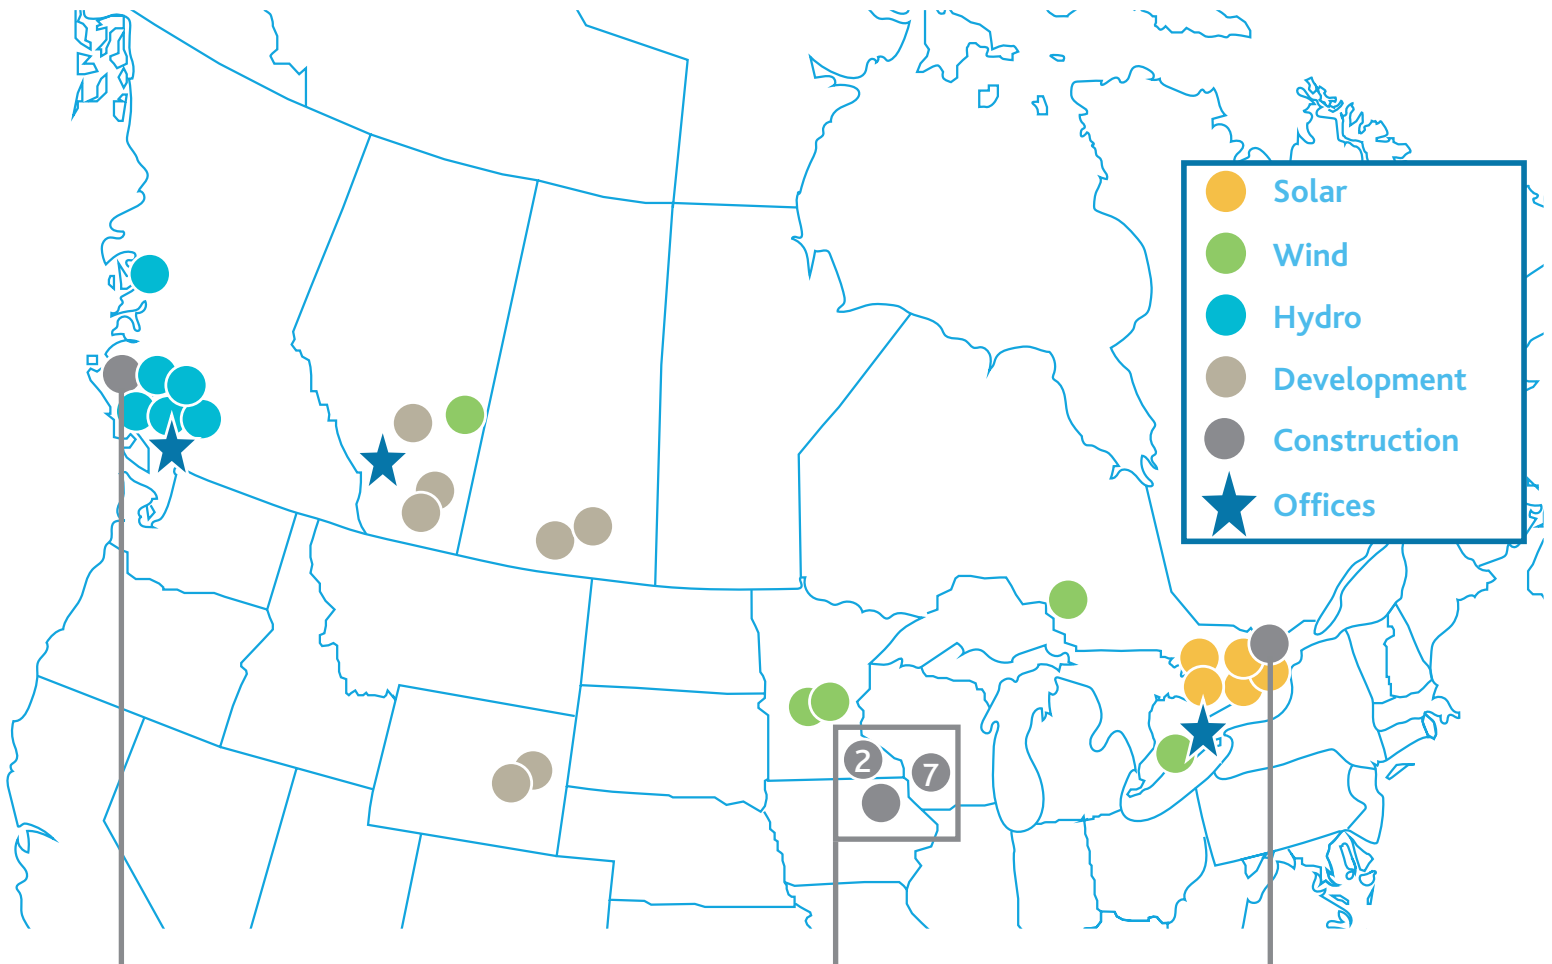 Solar
Wind
Hydro
Development
Construction
Offices
2
7